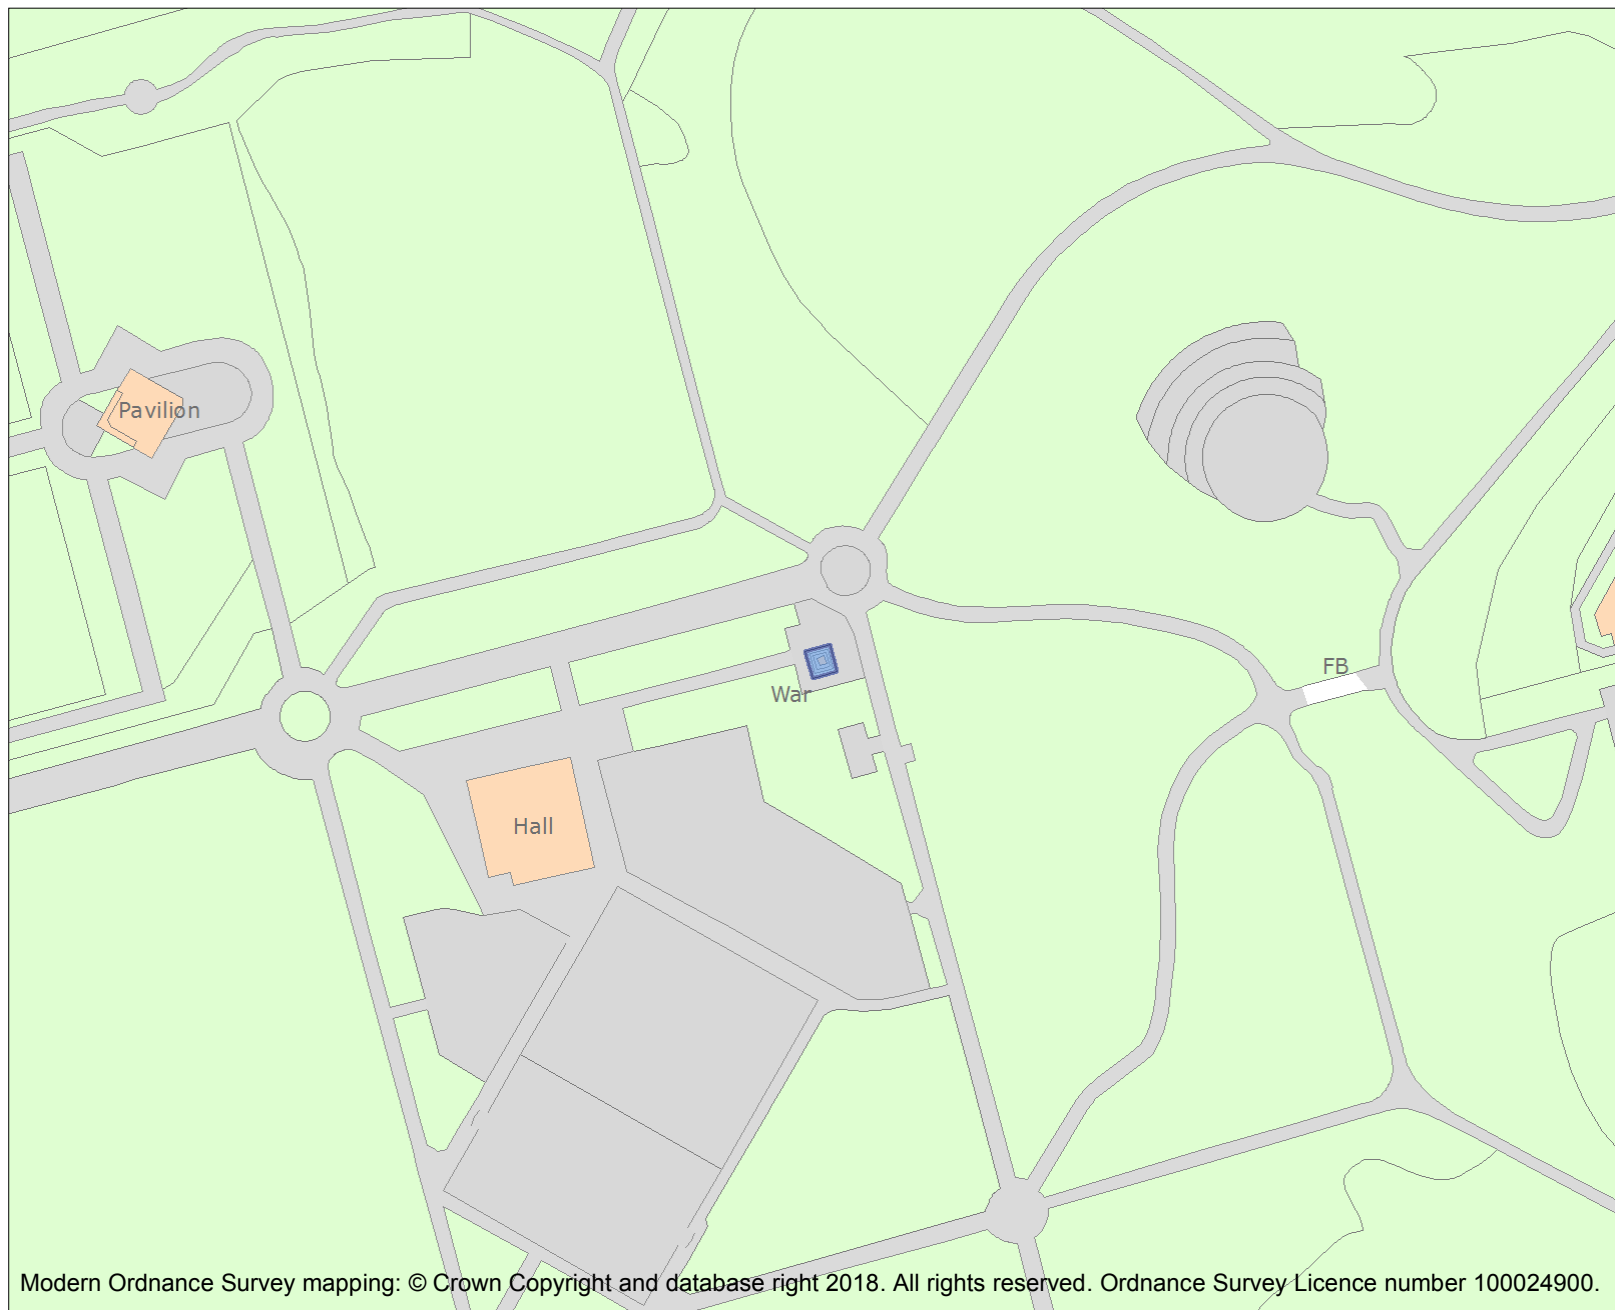 Pavilion
FB
War
Hall
Modern Ordnance Survey mapping: © Crown Copyright and database right 2018. All rights reserved. Ordnance Survey Licence number 100024900.